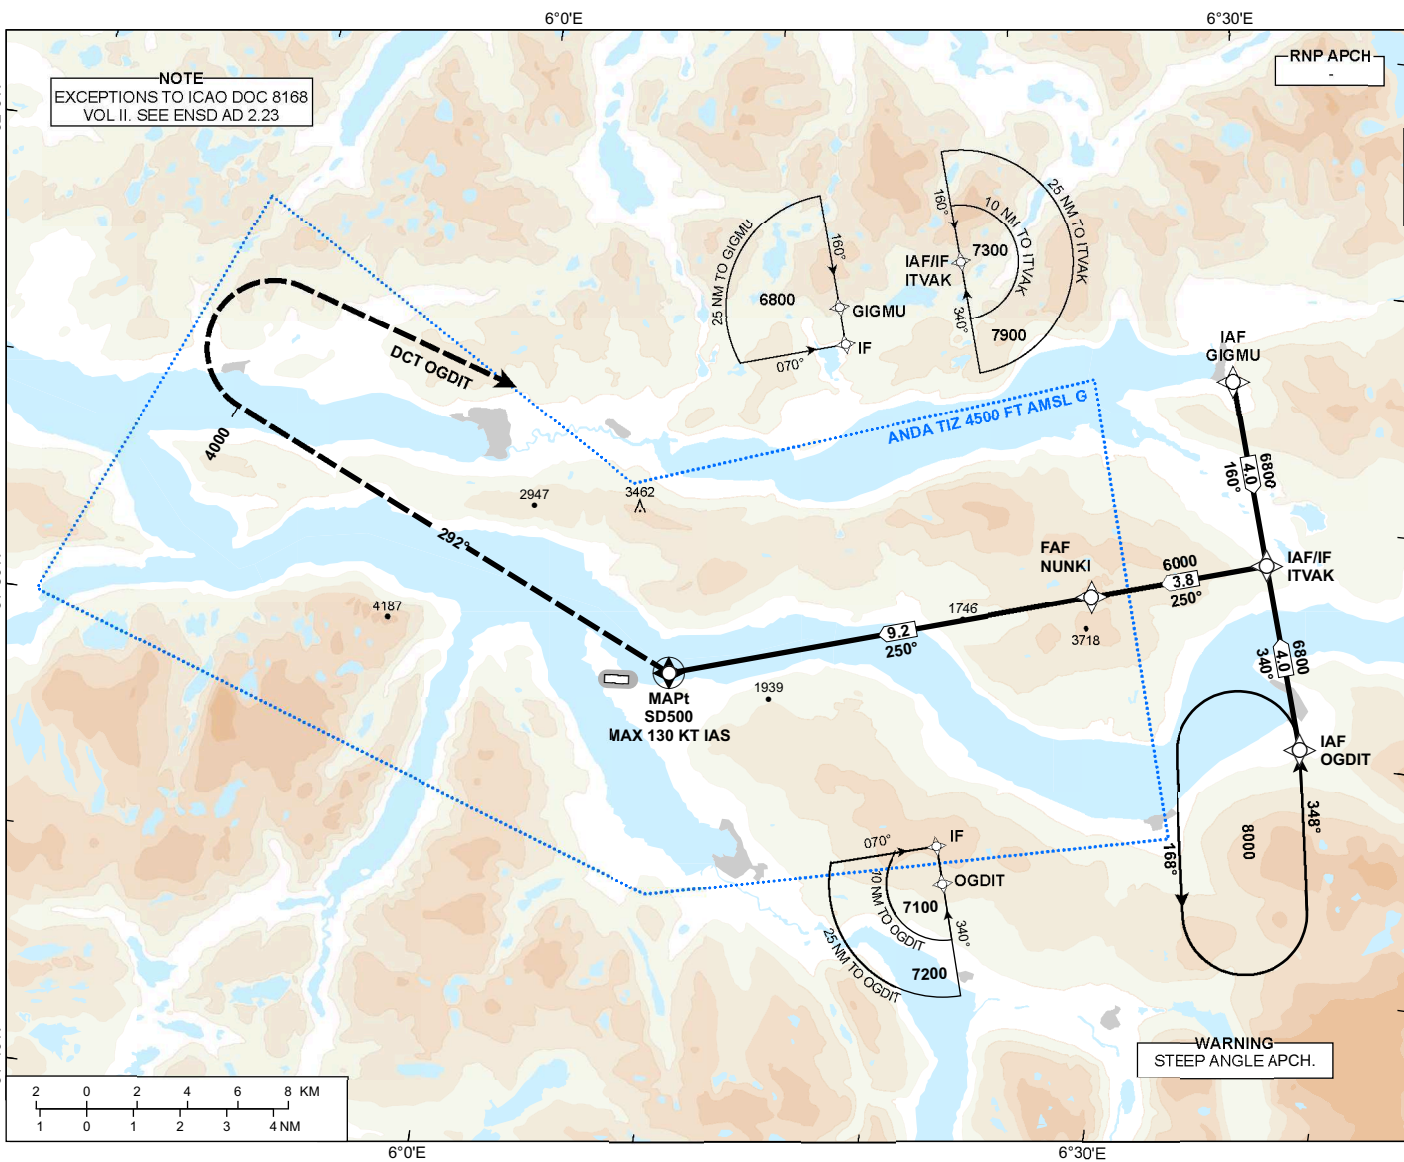 6°0'E
6°30'E
NOTE
EXCEPTIONS TO ICAO DOC 8168
VOL II. SEE ENSD AD 2.23
RNP APCH
-
25 NM TO GIGMU
160°
6800
GIGMU
IF
070°
160°
10 NM TO ITVAK
25 NM TO ITVAK
7300
IAF/IF
ITVAK
340°
7900
IAF
GIGMU
DCT OGDIT
ANDA TIZ 4500 FT AMSL G
4000
6800
4.0
160°
2947
3462
292°
FAF
NUNKI
6000
3.8
250°
IAF/IF
ITVAK
4187
1746
9.2
250°
3718
6800
4.0
340°
MAPt
SD500
MAX 130 KT IAS
1939
IAF
OGDIT
348°
8000
168°
070°
IF
OGDIT
10 NM TO OGDIT
7100
340°
25 NM TO OGDIT
7200
WARNING
STEEP ANGLE APCH.
2 0 2 4 6 8 KM
1 0 1 2 3 4 NM
6°0'E
6°30'E